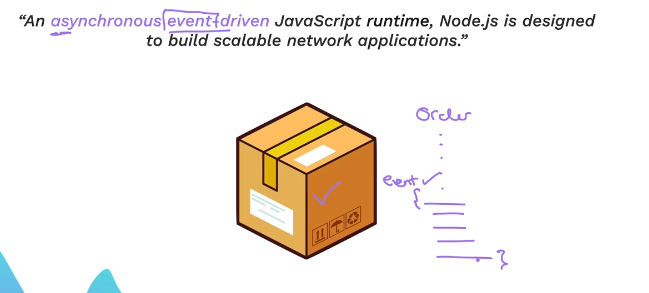 “An asynchronous event-driven JavaScript runtime, Node.js is designed
to build scalable network applications.”
Order
event
{
}